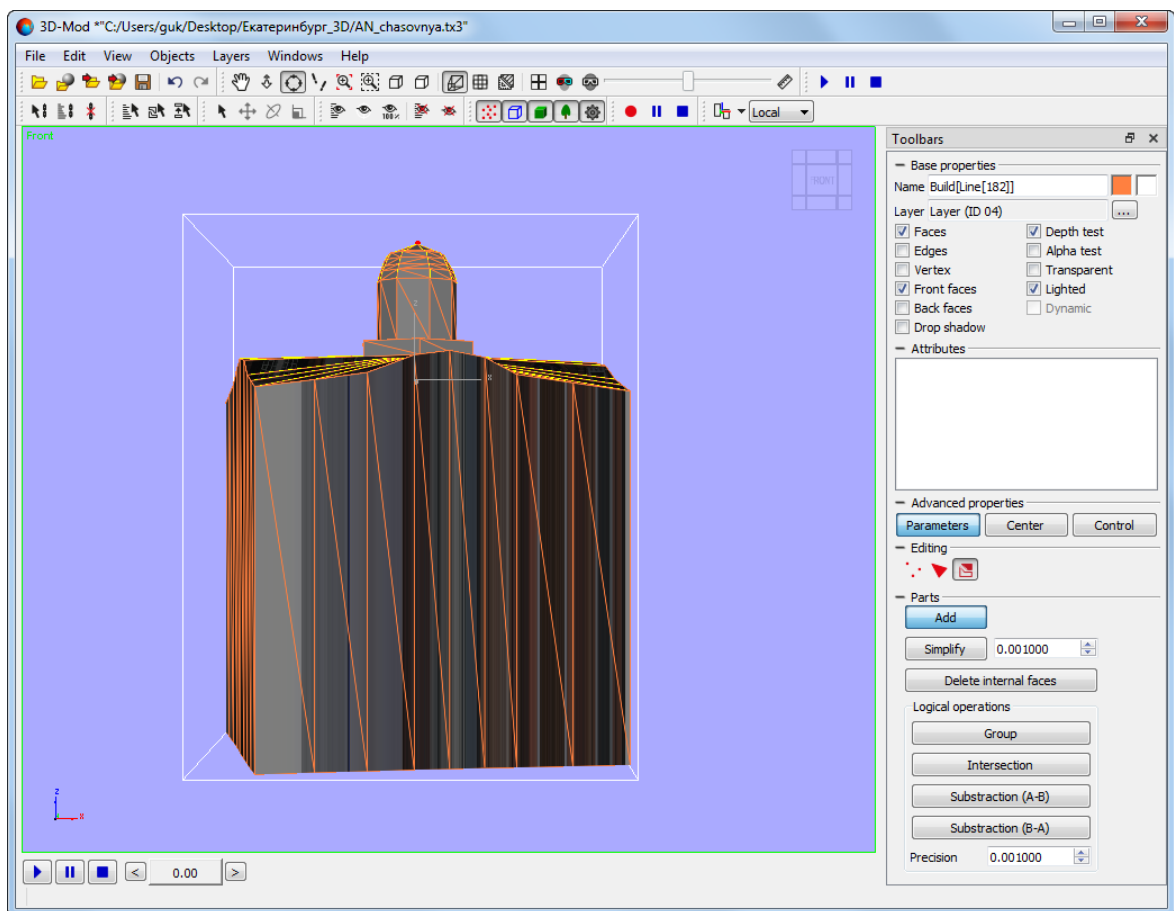 3D-Mod *"C:/Users/guk/Desktop/Екатеринбург_3D/AN_chasovnya.tx3"
File Edit View Objects Layers Windows Help
100%
Local
Front
FRONT
z
x
z
x
0.00
Toolbars
Base properties
Name Build[Line[182]]
Layer Layer (ID 04) ...
Faces Depth test
Edges Alpha test
Vertex Transparent
Front faces Lighted
Back faces Dynamic
Drop shadow
Attributes
Advanced properties
Parameters Center Control
Editing
Parts
Add
Simplify 0.001000
Delete internal faces
Logical operations
Group
Intersection
Substraction (A-B)
Substraction (B-A)
Precision 0.001000